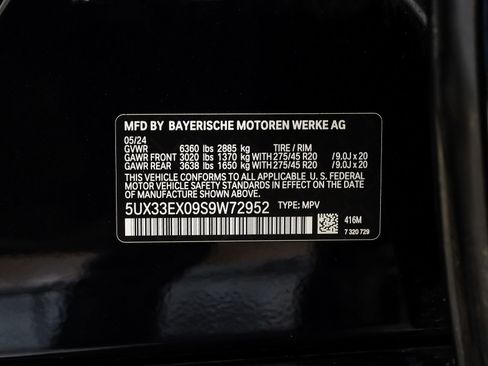 MFD BY BAYERISCHE MOTOREN WERKE AG
05/24
GVWR 6360 lbs 2885 kg TIRE / RIM
GAWR FRONT 3020 lbs 1370 kg WITH 275/45 R20 / 9.0J x 20
GAWR REAR 3638 lbs 1650 kg WITH 275/45 R20 / 9.0J x 20
THIS VEHICLE CONFORMS TO ALL APPLICABLE U. S. FEDERAL
MOTOR VEHICLE SAFETY STANDARDS IN EFFECT ON THE DATE
OF MANUFACTURE SHOWN ABOVE.
5UX33EX09S9W72952 TYPE: MPV
416M
7 320 729